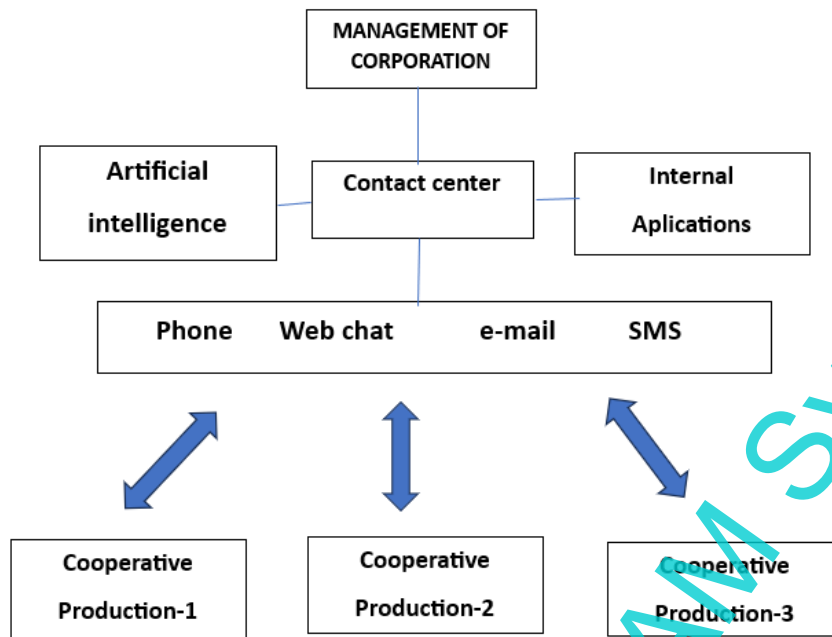 MANAGEMENT OF
CORPORATION
Artificial
intelligence
Contact center
Internal
Aplications
Phone Web chat e-mail SMS
Cooperative
Production-1
Cooperative
Production-2
Cooperative
Production-3